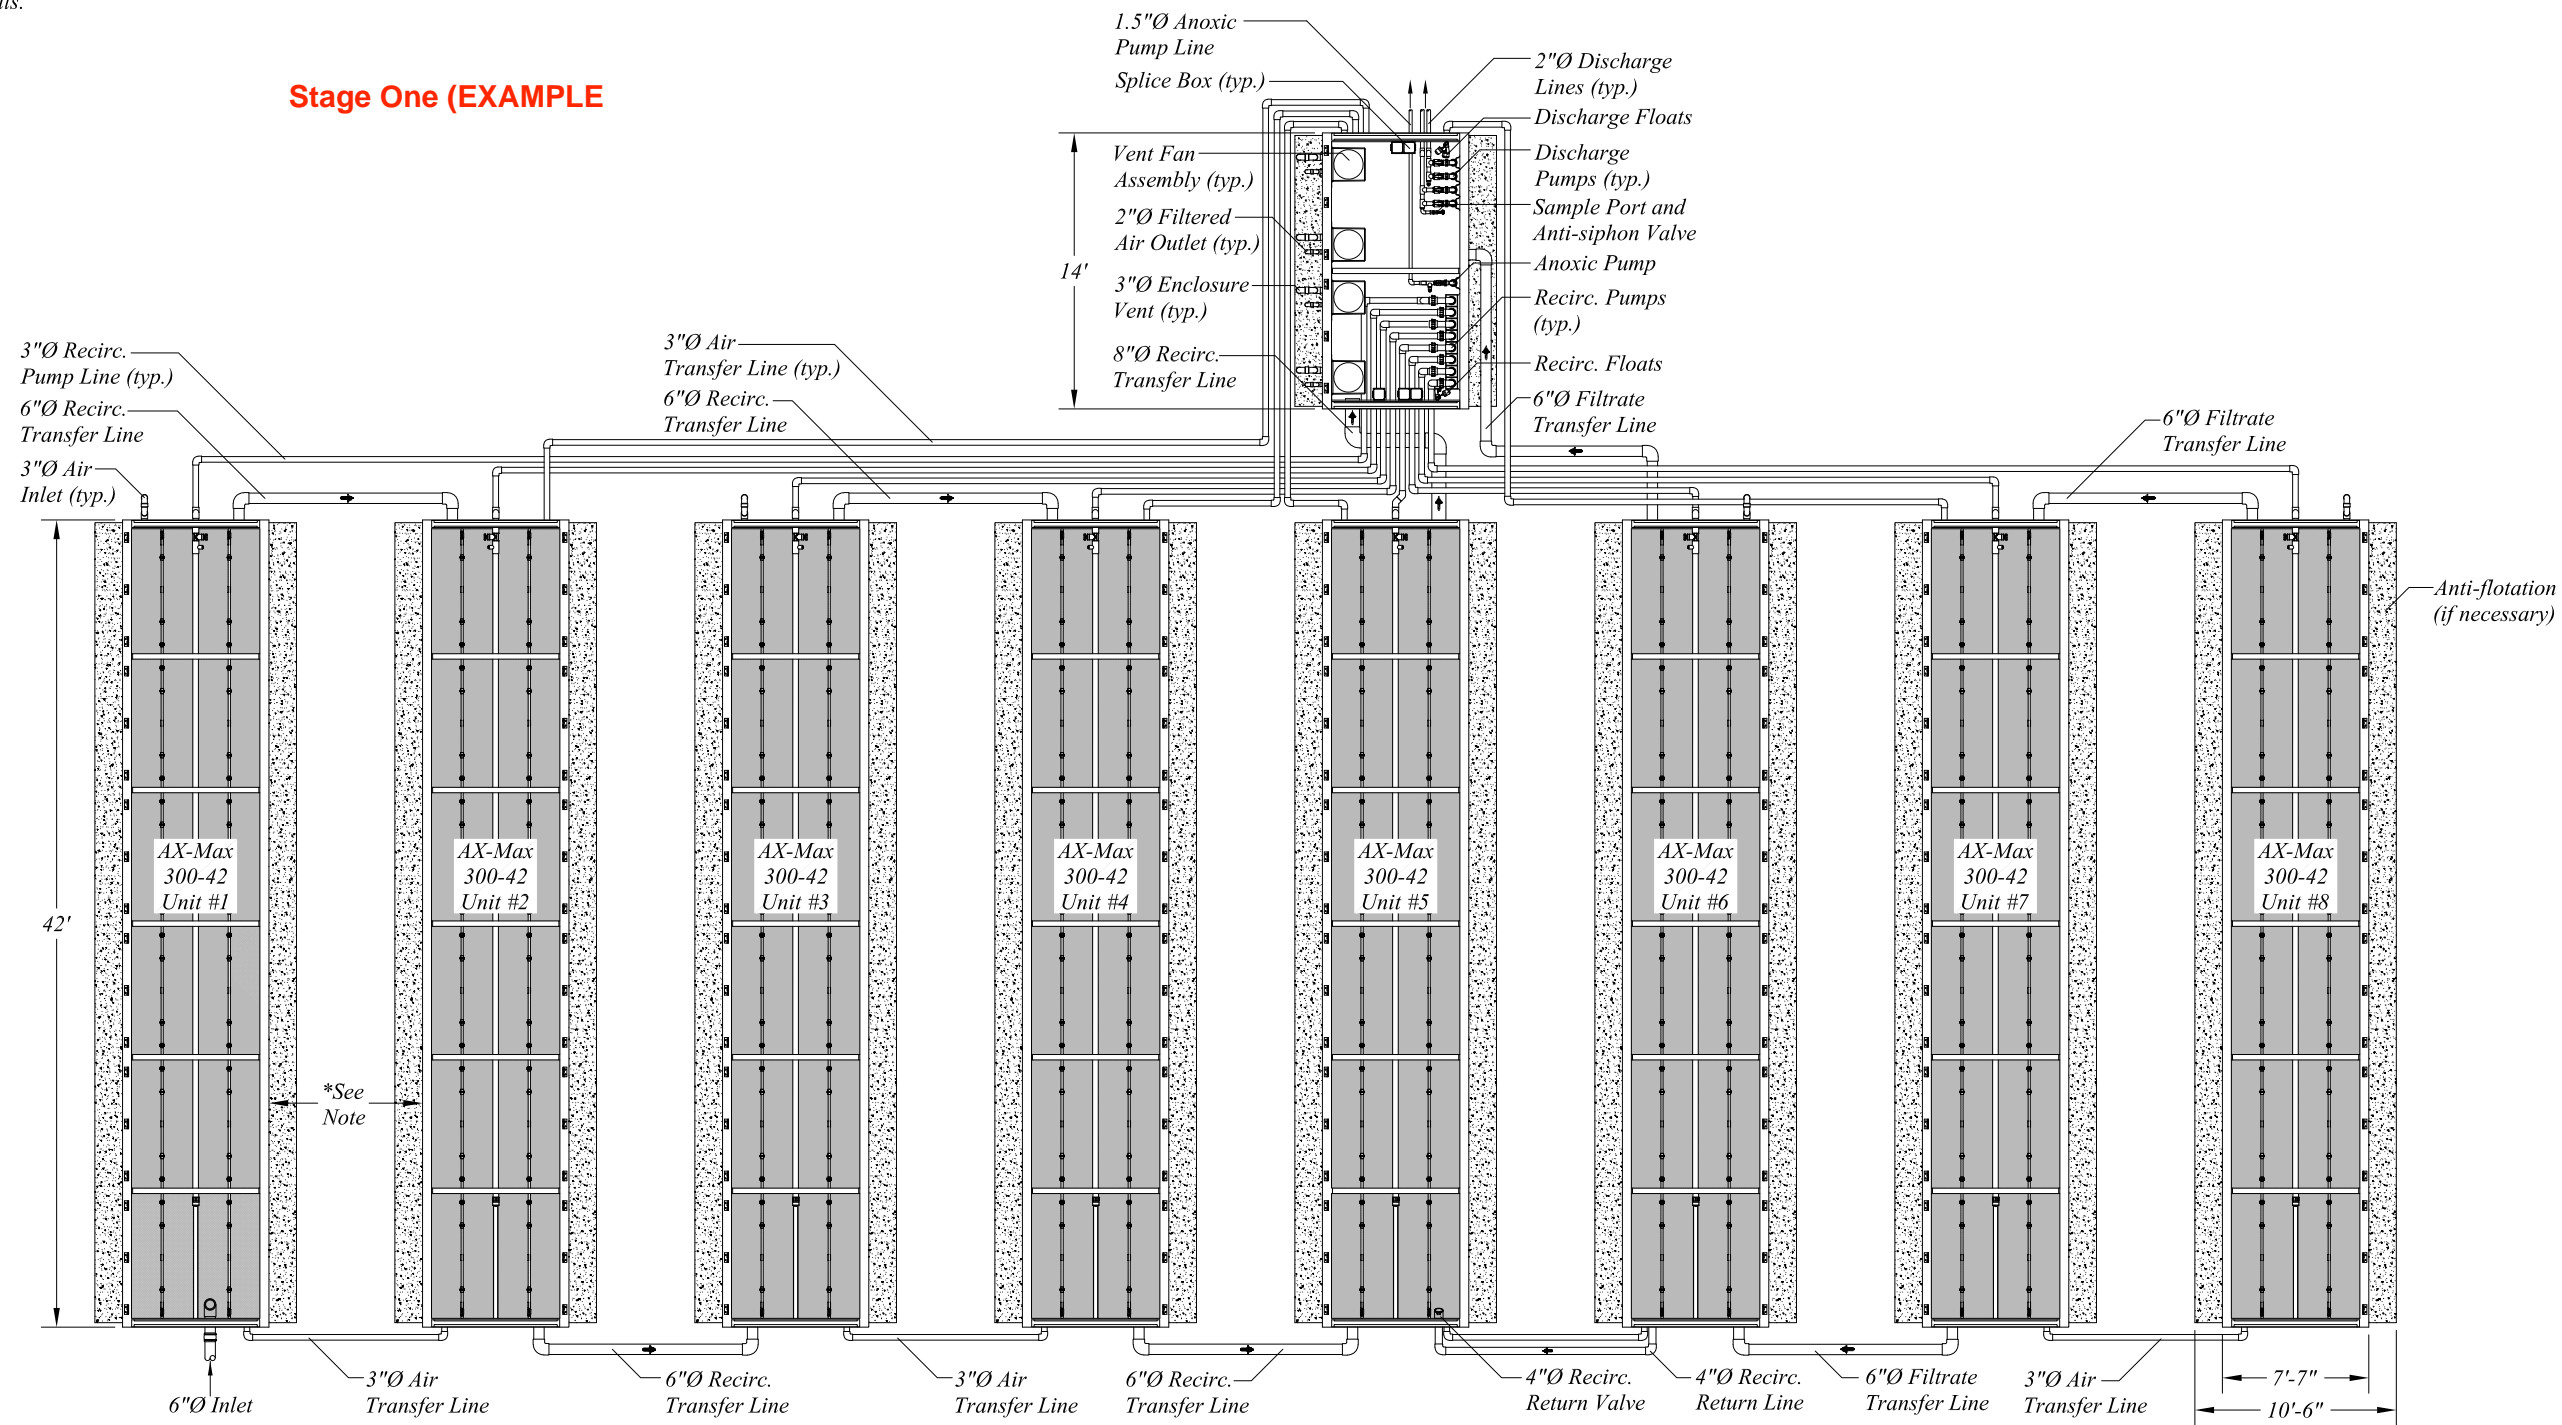 Stage One (EXAMPLE
1.5"Ø Anoxic
Pump Line
Splice Box (typ.)
Vent Fan
Assembly (typ.)
2"Ø Filtered
Air Outlet (typ.)
14'
3"Ø Enclosure
Vent (typ.)
8"Ø Recirc.
Transfer Line
2"Ø Discharge
Lines (typ.)
Discharge Floats
Discharge
Pumps (typ.)
Sample Port and
Anti-siphon Valve
Anoxic Pump
Recirc. Pumps
(typ.)
Recirc. Floats
6"Ø Filtrate
Transfer Line
6"Ø Filtrate
Transfer Line
3"Ø Recirc.
Pump Line (typ.)
6"Ø Recirc.
Transfer Line
3"Ø Air
Inlet (typ.)
3"Ø Air
Transfer Line (typ.)
6"Ø Recirc.
Transfer Line
Anti-flotation
(if necessary)
42'
AX-Max
300-42
Unit #1
AX-Max
300-42
Unit #2
AX-Max
300-42
Unit #3
AX-Max
300-42
Unit #4
AX-Max
300-42
Unit #5
AX-Max
300-42
Unit #6
AX-Max
300-42
Unit #7
AX-Max
300-42
Unit #8
*See
Note
6"Ø Inlet
3"Ø Air
Transfer Line
6"Ø Recirc.
Transfer Line
3"Ø Air
Transfer Line
6"Ø Recirc.
Transfer Line
4"Ø Recirc.
Return Valve
4"Ø Recirc.
Return Line
6"Ø Filtrate
Transfer Line
3"Ø Air
Transfer Line
7'-7"
10'-6"